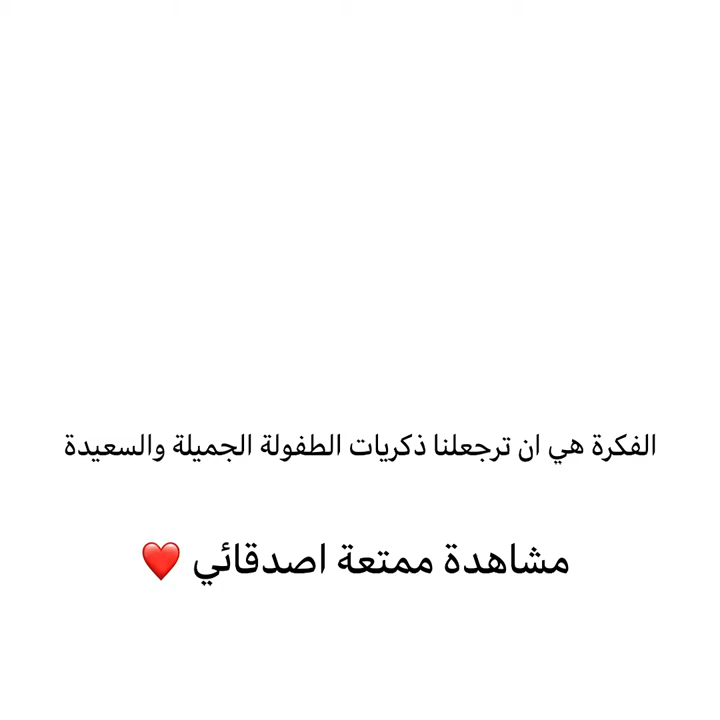 الفكرة هي ان ترجعلنا ذكريات الطفولة الجميلة والسعيدة
مشاهدة ممتعة اصدقائي ❤️